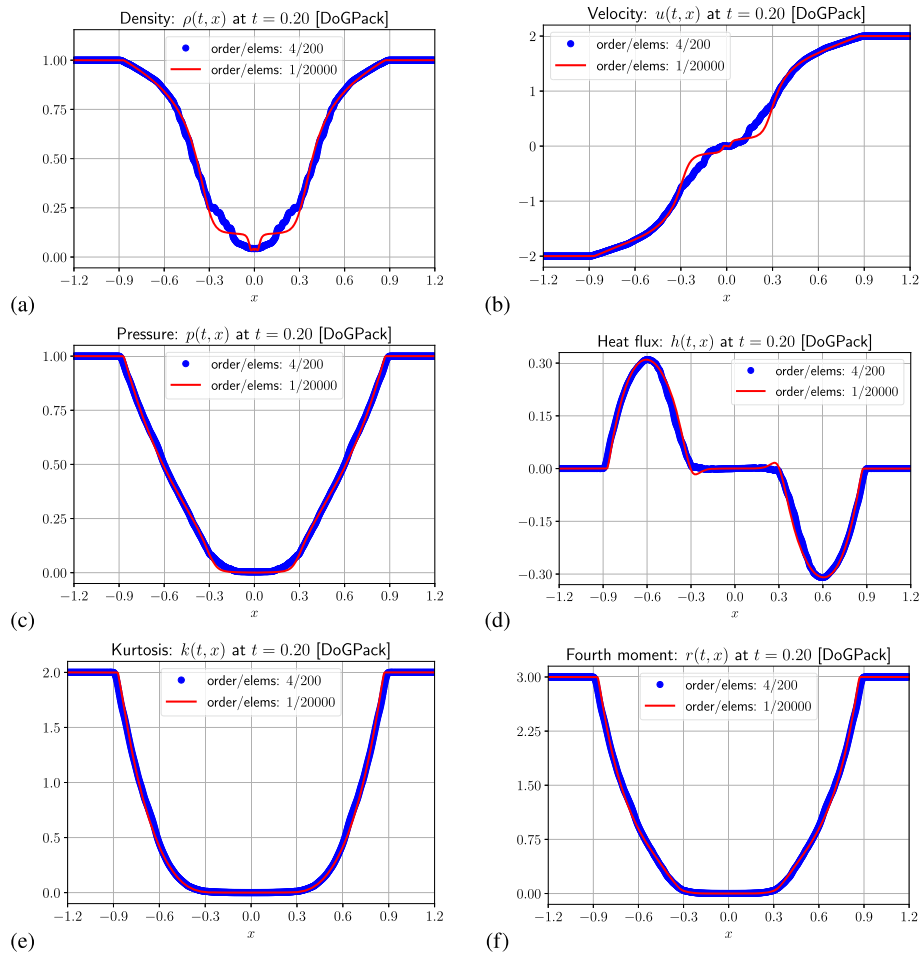 Density: ρ(t, x) at t = 0.20 [DoGPack]
order/elems: 4/200
order/elems: 1/20000
1.00
0.75
0.50
0.25
0.00
−1.2 −0.9 −0.6 −0.3 0.0 0.3 0.6 0.9 1.2
x
(a)
Velocity: u(t, x) at t = 0.20 [DoGPack]
order/elems: 4/200
order/elems: 1/20000
2
1
0
−1
−2
−1.2 −0.9 −0.6 −0.3 0.0 0.3 0.6 0.9 1.2
x
(b)
Pressure: p(t, x) at t = 0.20 [DoGPack]
order/elems: 4/200
order/elems: 1/20000
1.00
0.75
0.50
0.25
0.00
−1.2 −0.9 −0.6 −0.3 0.0 0.3 0.6 0.9 1.2
x
(c)
Heat flux: h(t, x) at t = 0.20 [DoGPack]
order/elems: 4/200
order/elems: 1/20000
0.30
0.15
0.00
−0.15
−0.30
−1.2 −0.9 −0.6 −0.3 0.0 0.3 0.6 0.9 1.2
x
(d)
Kurtosis: k(t, x) at t = 0.20 [DoGPack]
order/elems: 4/200
order/elems: 1/20000
2.0
1.5
1.0
0.5
0.0
−1.2 −0.9 −0.6 −0.3 0.0 0.3 0.6 0.9 1.2
x
(e)
Fourth moment: r(t, x) at t = 0.20 [DoGPack]
order/elems: 4/200
order/elems: 1/20000
3.00
2.25
1.50
0.75
0.00
−1.2 −0.9 −0.6 −0.3 0.0 0.3 0.6 0.9 1.2
x
(f)